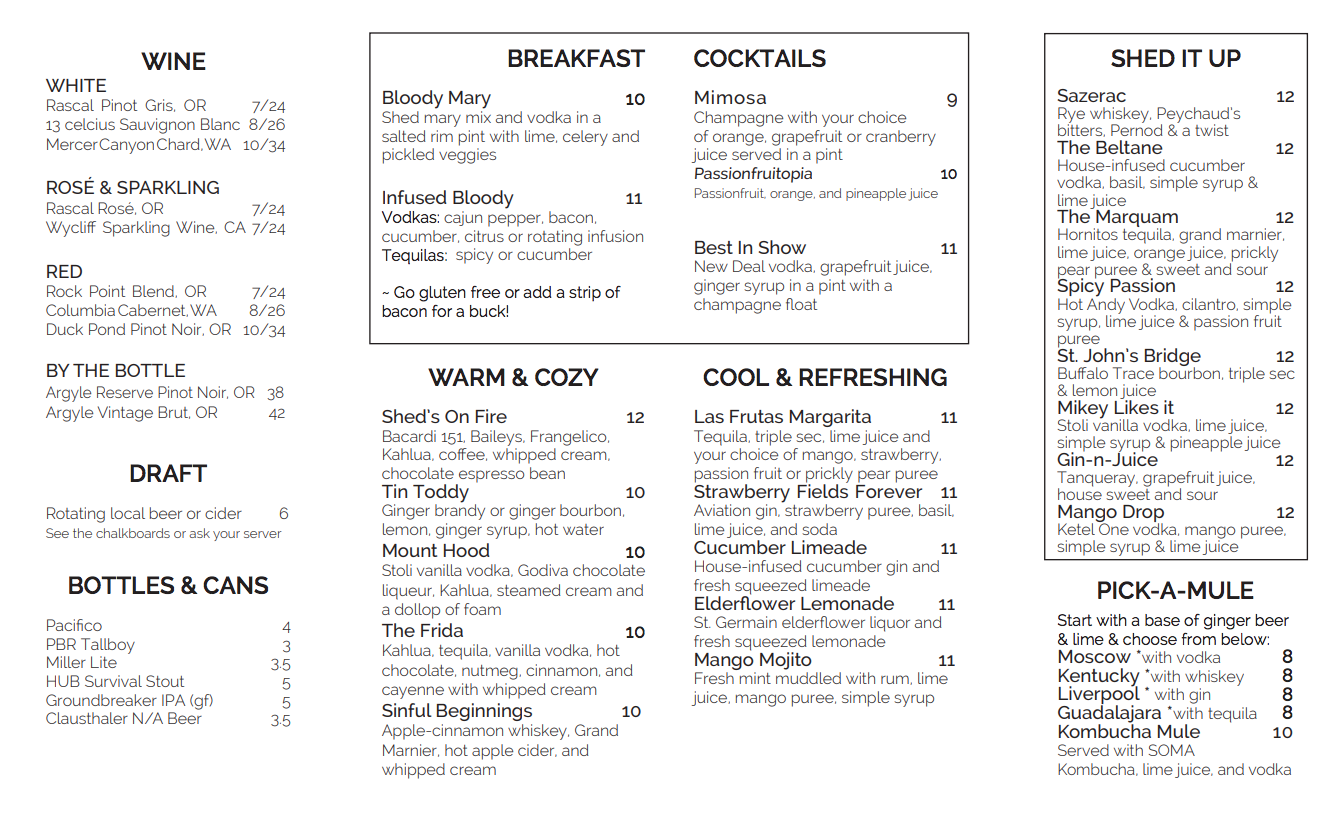 WINE
WHITE
Rascal Pinot Gris, OR 7/24
13 celcius Sauvignon Blanc 8/26
Mercer Canyon Chard, WA 10/34
ROSÉ & SPARKLING
Rascal Rosé, OR 7/24
Wycliff Sparkling Wine, CA 7/24
RED
Rock Point Blend, OR 7/24
Columbia Cabernet, WA 8/26
Duck Pond Pinot Noir, OR 10/34
BY THE BOTTLE
Argyle Reserve Pinot Noir, OR 38
Argyle Vintage Brut, OR 42
DRAFT
Rotating local beer or cider 6
See the chalkboards or ask your server
BOTTLES & CANS
Pacifico 4
PBR Tallboy 3
Miller Lite 3.5
HUB Survival Stout 5
Groundbreaker IPA (gf) 5
Clausthaler N/A Beer 3.5
BREAKFAST COCKTAILS
Bloody Mary 10
Shed mary mix and vodka in a
salted rim pint with lime, celery and
pickled veggies
Infused Bloody 11
Vodkas: cajun pepper, bacon,
cucumber, citrus or rotating infusion
Tequilas: spicy or cucumber
~ Go gluten free or add a strip of
bacon for a buck!
Mimosa 9
Champagne with your choice
of orange, grapefruit or cranberry
juice served in a pint
Passionfruitopia 10
Passionfruit, orange, and pineapple juice
Best In Show 11
New Deal vodka, grapefruit juice,
ginger syrup in a pint with a
champagne float
WARM & COZY
Shed's On Fire 12
Bacardi 151, Baileys, Frangelico,
Kahlua, coffee, whipped cream,
chocolate espresso bean
Tin Toddy 10
Ginger brandy or ginger bourbon,
lemon, ginger syrup, hot water
Mount Hood 10
Stoli vanilla vodka, Godiva chocolate
liqueur, Kahlua, steamed cream and
a dollop of foam
The Frida 10
Kahlua, tequila, vanilla vodka, hot
chocolate, nutmeg, cinnamon, and
cayenne with whipped cream
Sinful Beginnings 10
Apple-cinnamon whiskey, Grand
Marnier, hot apple cider, and
whipped cream
COOL & REFRESHING
Las Frutas Margarita 11
Tequila, triple sec, lime juice and
your choice of mango, strawberry,
passion fruit or prickly pear puree
Strawberry Fields Forever 11
Aviation gin, strawberry puree, basil,
lime juice, and soda
Cucumber Limeade 11
House-infused cucumber gin and
fresh squeezed limeade
Elderflower Lemonade 11
St. Germain elderflower liquor and
fresh squeezed lemonade
Mango Mojito 11
Fresh mint muddled with rum, lime
juice, mango puree, simple syrup
SHED IT UP
Sazerac 12
Rye whiskey, Peychaud's
bitters, Pernod & a twist
The Beltane 12
House-infused cucumber
vodka, basil, simple syrup &
lime juice
The Marquam 12
Hornitos tequila, grand marnier,
lime juice, orange juice, prickly
pear puree & sweet and sour
Spicy Passion 12
Hot Andy Vodka, cilantro, simple
syrup, lime juice & passion fruit
puree
St. John's Bridge 12
Buffalo Trace bourbon, triple sec
& lemon juice
Mikey Likes it 12
Stoli vanilla vodka, lime juice,
simple syrup & pineapple juice
Gin-n-Juice 12
Tanqueray, grapefruit juice,
house sweet and sour
Mango Drop 12
Ketel One vodka, mango puree,
simple syrup & lime juice
PICK-A-MULE
Start with a base of ginger beer
& lime & choose from below:
Moscow *with vodka 8
Kentucky *with whiskey 8
Liverpool * with gin 8
Guadalajara *with tequila 8
Kombucha Mule 10
Served with SOMA
Kombucha, lime juice, and vodka